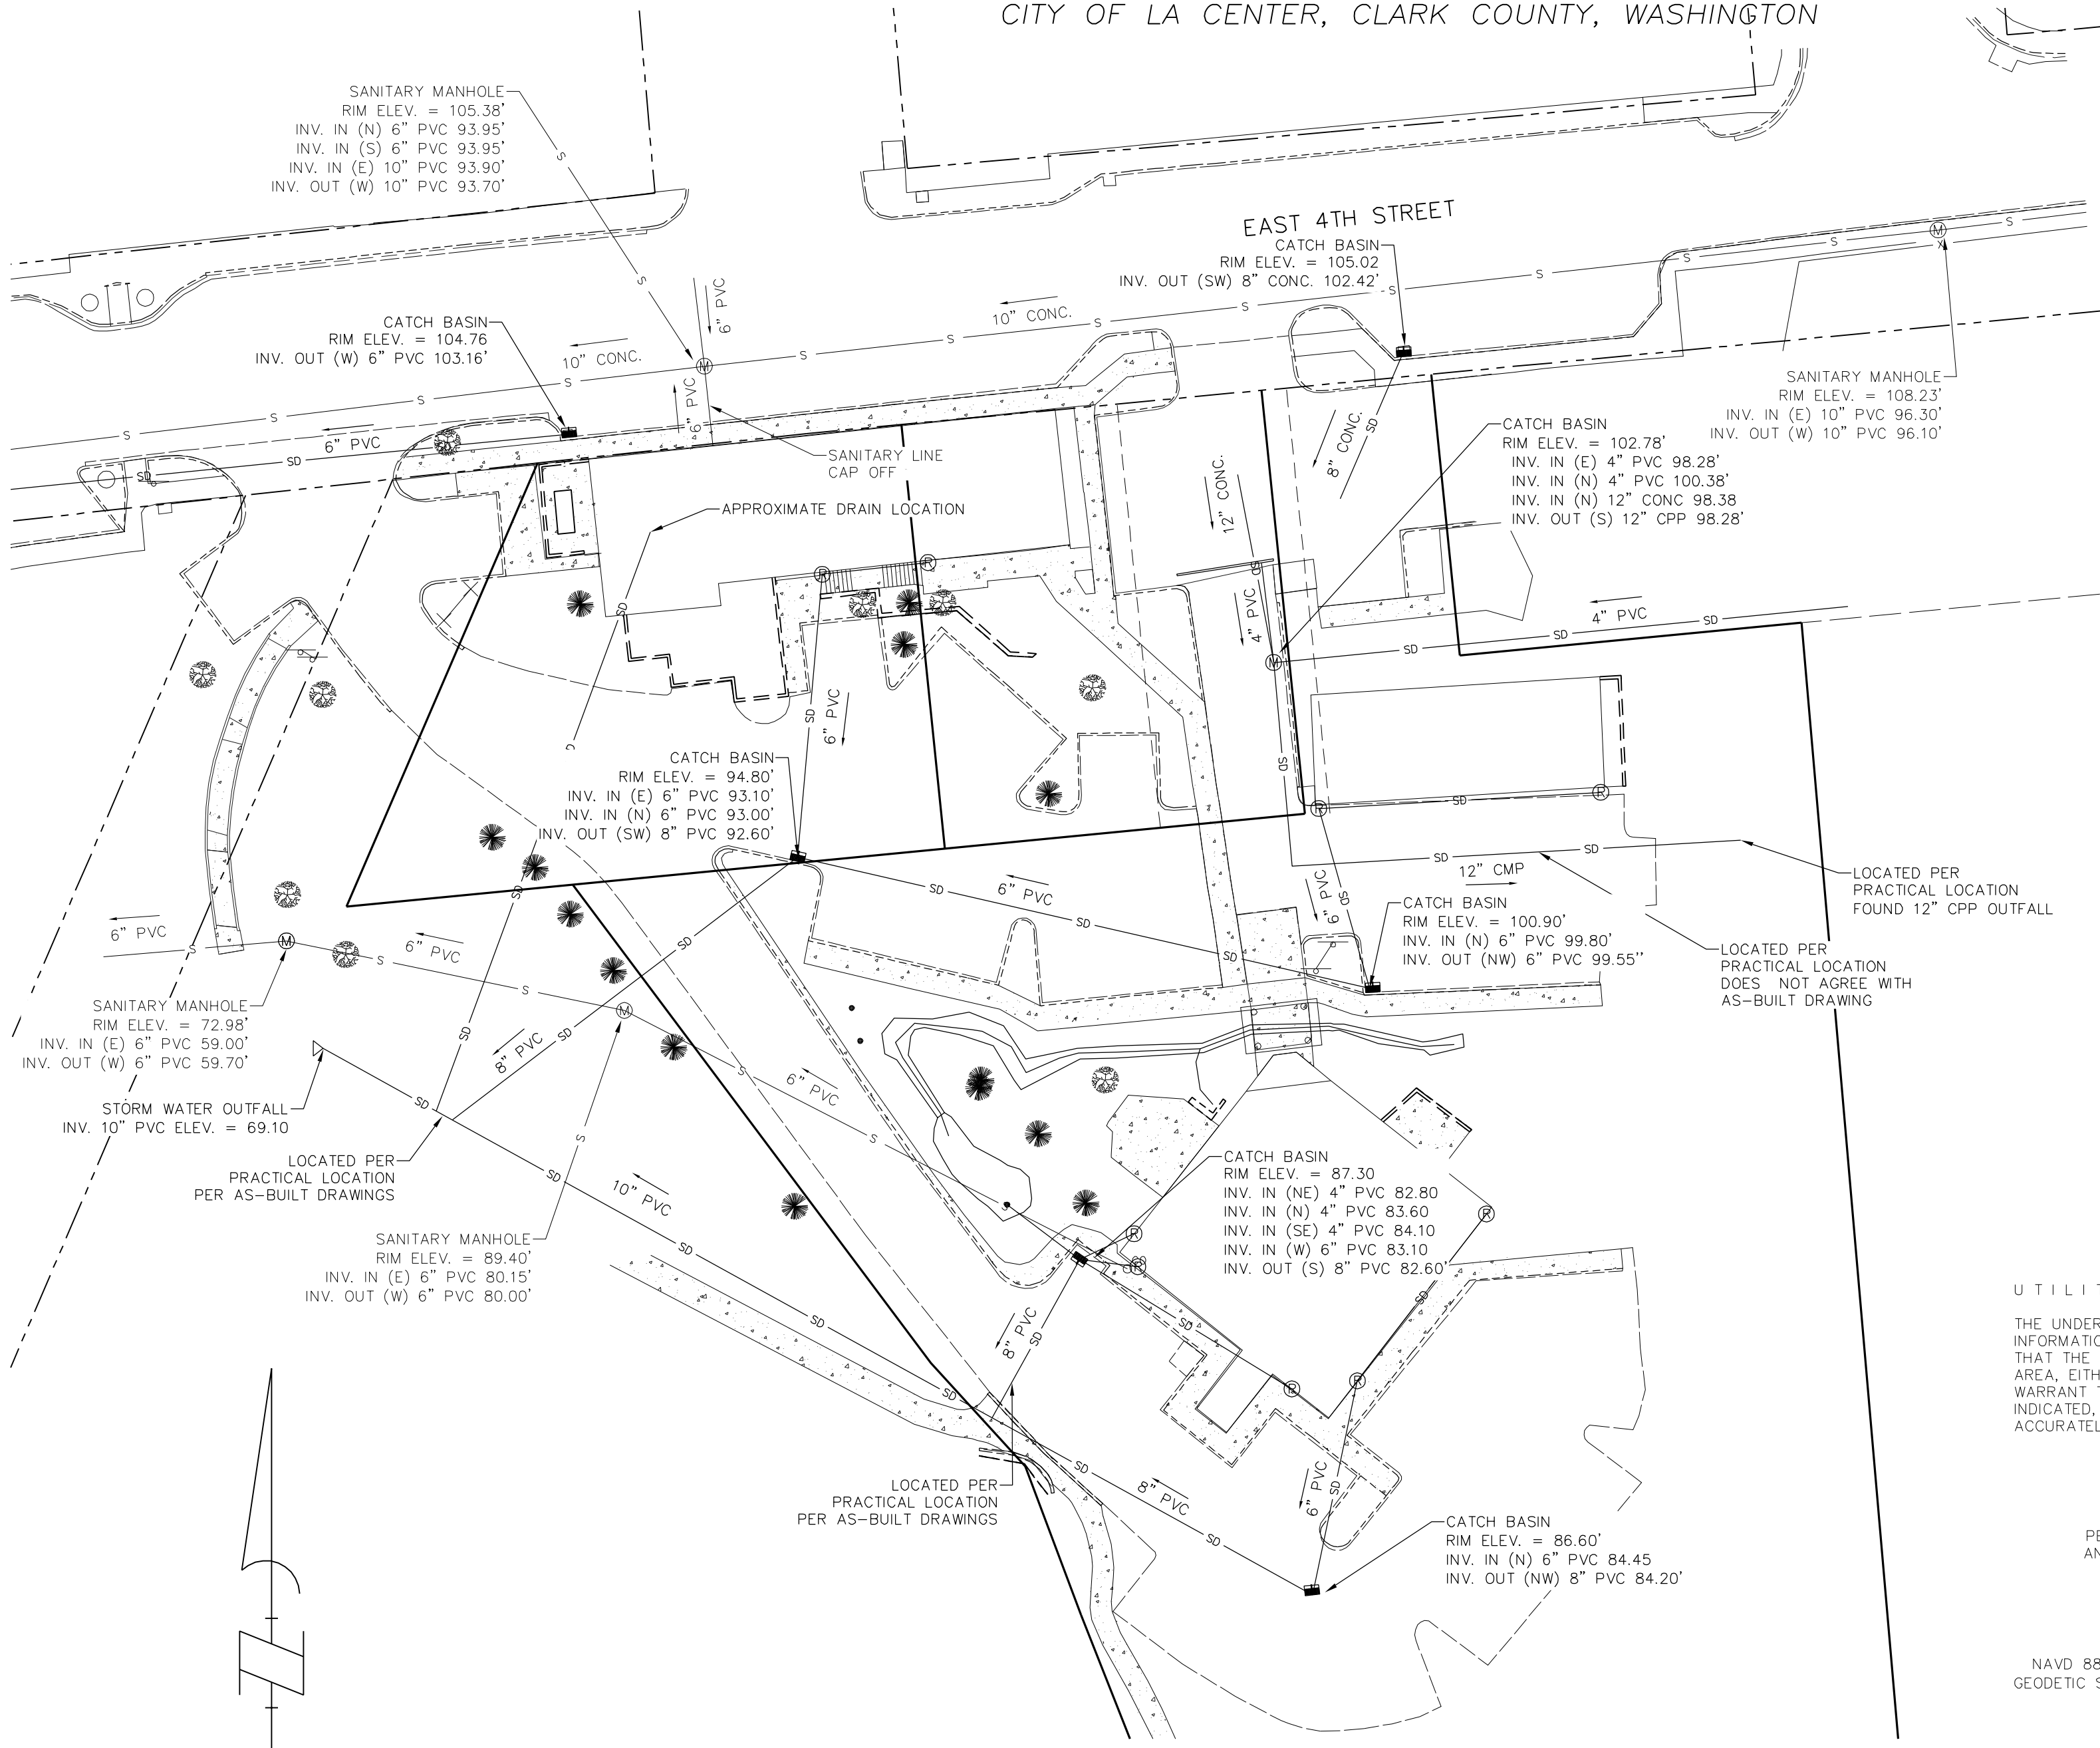 CITY OF LA CENTER, CLARK COUNTY, WASHINGTON
SANITARY MANHOLE
RIM ELEV. = 105.38'
INV. IN (N) 6" PVC 93.95'
INV. IN (S) 6" PVC 93.95'
INV. IN (E) 10" PVC 93.90'
INV. OUT (W) 10" PVC 93.70'
EAST 4TH STREET
CATCH BASIN
RIM ELEV. = 105.02
INV. OUT (SW) 8" CONC. 102.42'
6" PVC
10" CONC.
10" CONC.
CATCH BASIN
RIM ELEV. = 104.76
INV. OUT (W) 6" PVC 103.16'
6" PVC
6" PVC
SANITARY LINE
CAP OFF
APPROXIMATE DRAIN LOCATION
SANITARY MANHOLE
RIM ELEV. = 108.23'
INV. IN (E) 10" PVC 96.30'
INV. OUT (W) 10" PVC 96.10'
8" CONC.
12" CONC.
CATCH BASIN
RIM ELEV. = 102.78'
INV. IN (E) 4" PVC 98.28'
INV. IN (N) 4" PVC 100.38'
INV. IN (N) 12" CONC 98.38
INV. OUT (S) 12" CPP 98.28'
4" PVC
4" PVC
6" PVC
CATCH BASIN
RIM ELEV. = 94.80'
INV. IN (E) 6" PVC 93.10'
INV. IN (N) 6" PVC 93.00'
INV. OUT (SW) 8" PVC 92.60'
12" CMP
LOCATED PER
PRACTICAL LOCATION
FOUND 12" CPP OUTFALL
6" PVC
6" PVC
CATCH BASIN
RIM ELEV. = 100.90'
INV. IN (N) 6" PVC 99.80'
INV. OUT (NW) 6" PVC 99.55''
LOCATED PER
PRACTICAL LOCATION
DOES NOT AGREE WITH
AS-BUILT DRAWING
6" PVC
6" PVC
SANITARY MANHOLE
RIM ELEV. = 72.98'
INV. IN (E) 6" PVC 59.00'
INV. OUT (W) 6" PVC 59.70'
8" PVC
6" PVC
STORM WATER OUTFALL
INV. 10" PVC ELEV. = 69.10
LOCATED PER
PRACTICAL LOCATION
PER AS-BUILT DRAWINGS
10" PVC
SANITARY MANHOLE
RIM ELEV. = 89.40'
INV. IN (E) 6" PVC 80.15'
INV. OUT (W) 6" PVC 80.00'
CATCH BASIN
RIM ELEV. = 87.30
INV. IN (NE) 4" PVC 82.80
INV. IN (N) 4" PVC 83.60
INV. IN (SE) 4" PVC 84.10
INV. IN (W) 6" PVC 83.10
INV. OUT (S) 8" PVC 82.60'
8" PVC
LOCATED PER
PRACTICAL LOCATION
PER AS-BUILT DRAWINGS
8" PVC
6" PVC
CATCH BASIN
RIM ELEV. = 86.60'
INV. IN (N) 6" PVC 84.45
INV. OUT (NW) 8" PVC 84.20'
U T I L I
THE UNDER
INFORMATIO
THAT THE
AREA, EITH
WARRANT T
INDICATED,
ACCURATEL
PE
AN
NAVD 88
GEODETIC S